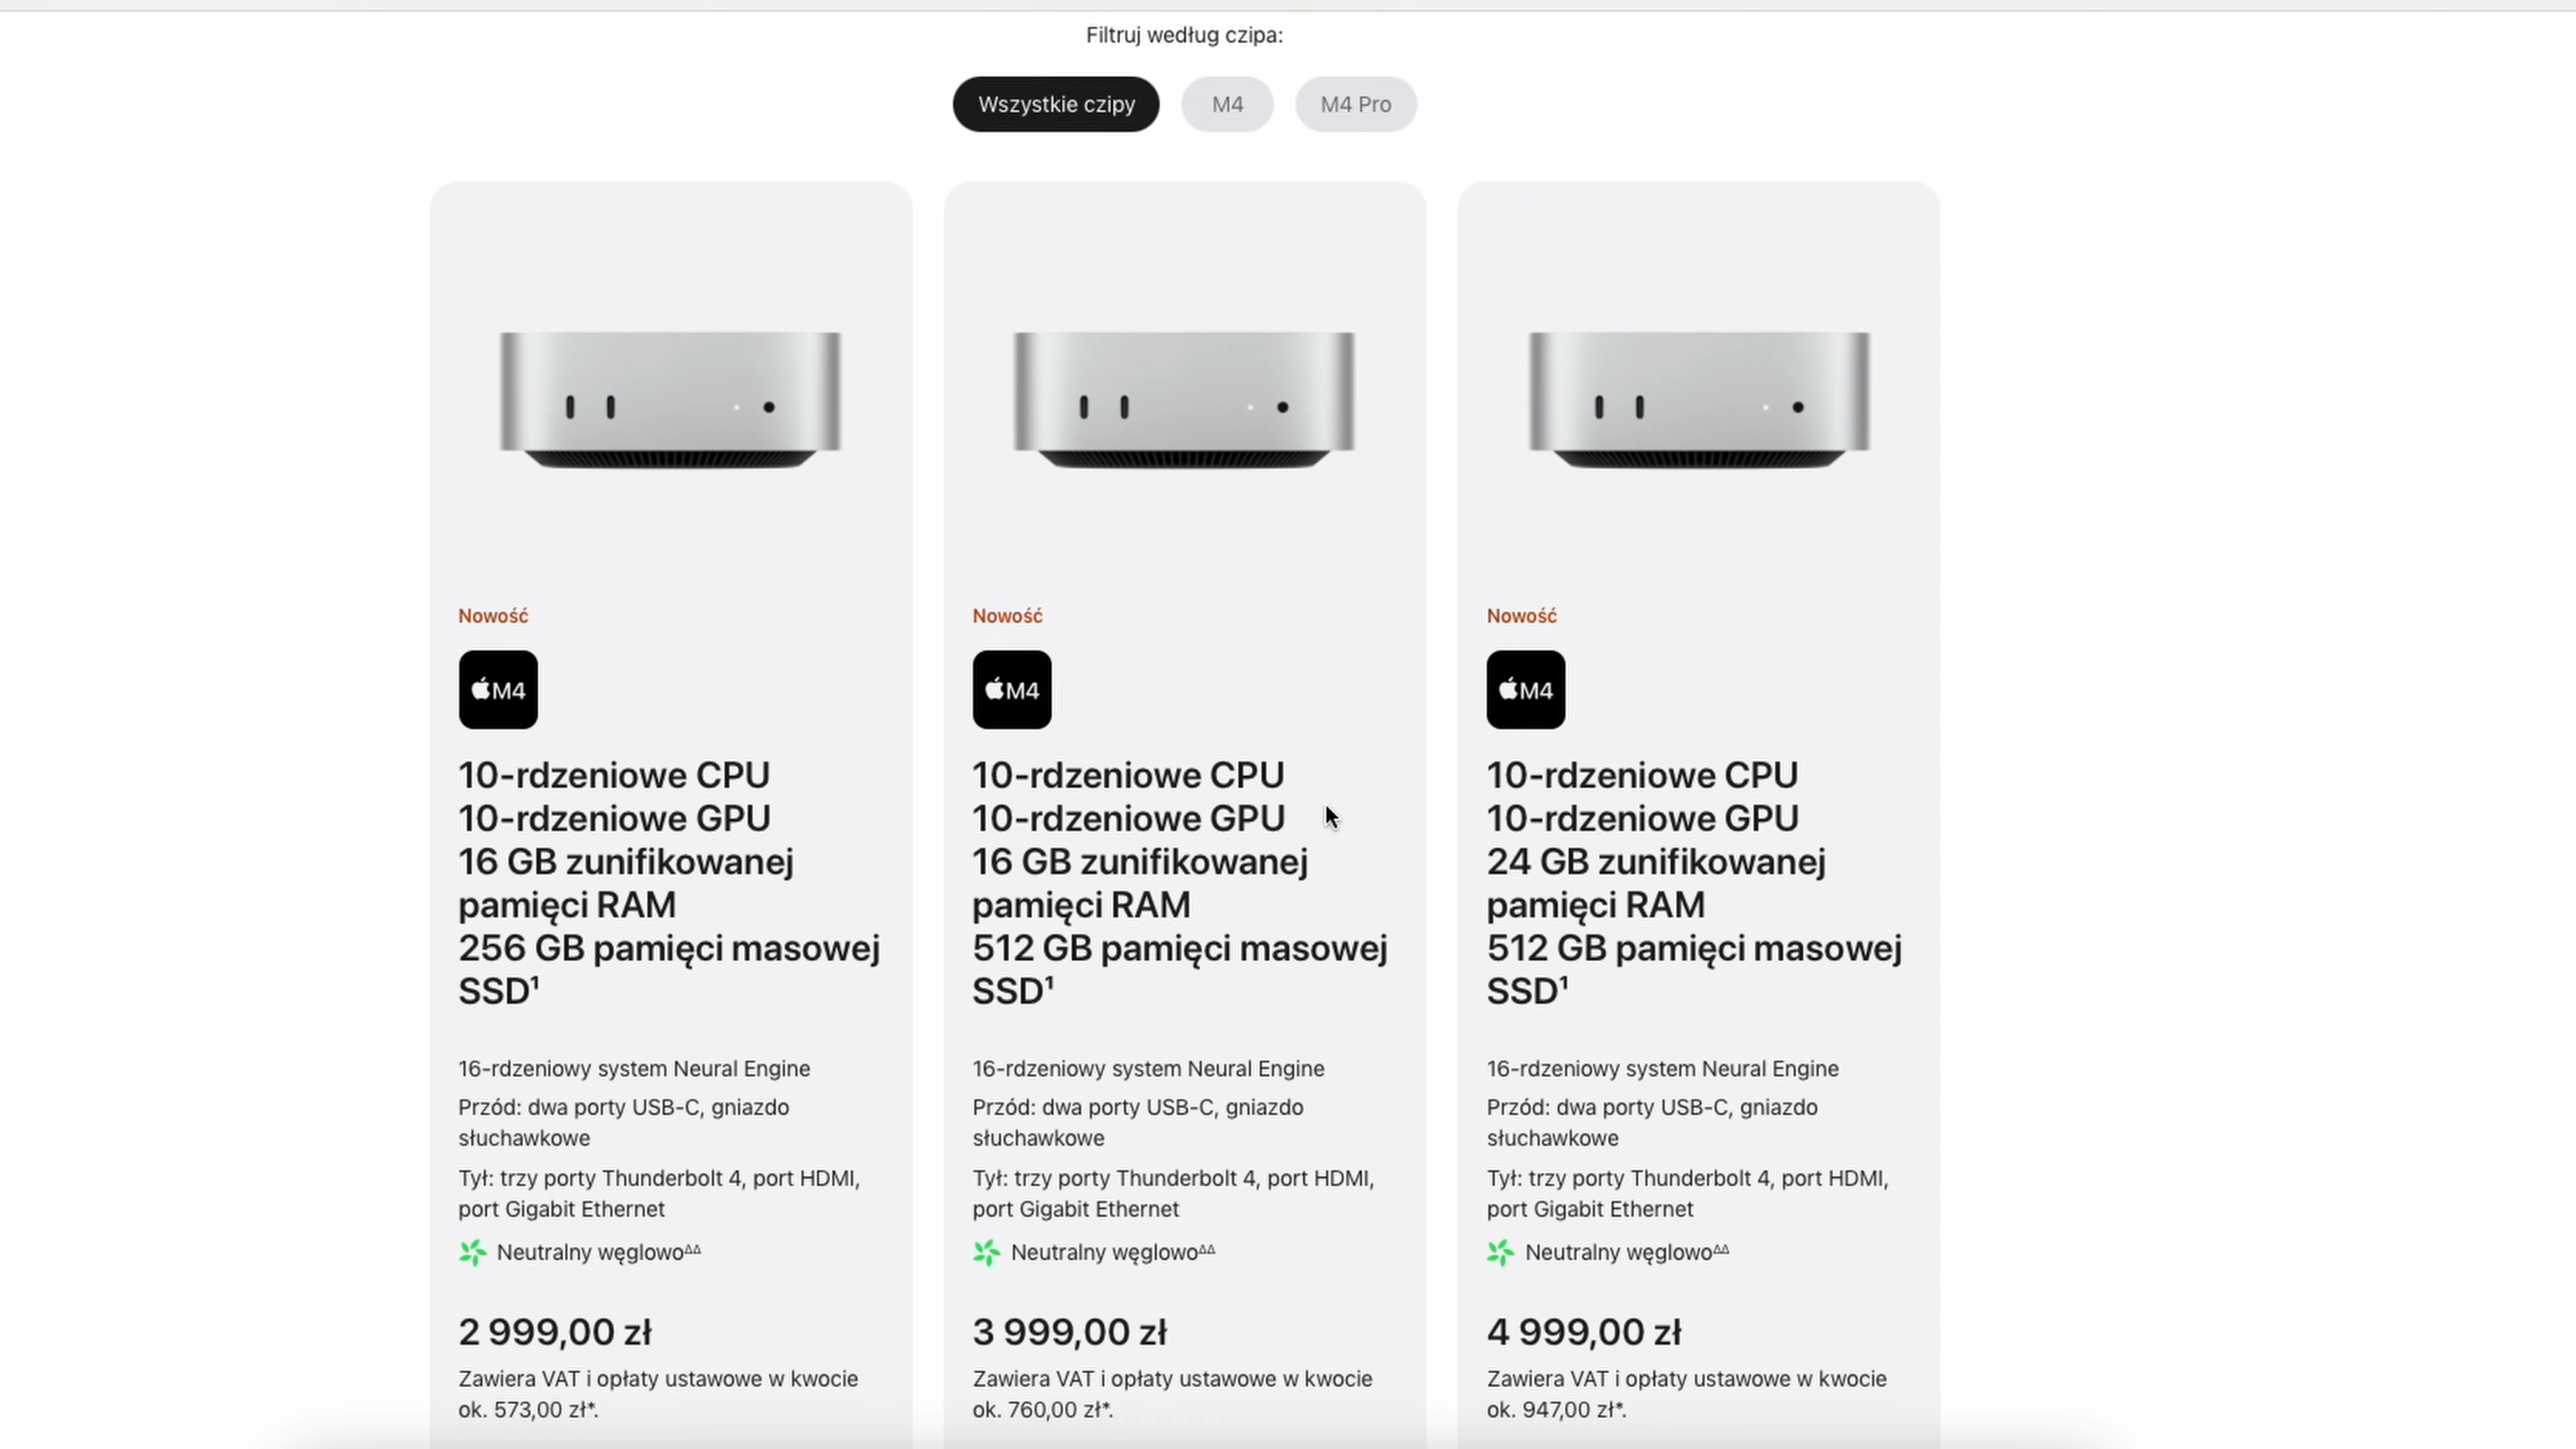 Filtruj według czipa:
Wszystkie czipy
M4
M4 Pro
Nowość
M4
10-rdzeniowe CPU
10-rdzeniowe GPU
16 GB zunifikowanej
pamięci RAM
256 GB pamięci masowej
SSD¹
16-rdzeniowy system Neural Engine
Przód: dwa porty USB-C, gniazdo
słuchawkowe
Tył: trzy porty Thunderbolt 4, port HDMI,
port Gigabit Ethernet
Neutralny węglowo∆∆
2 999,00 zł
Zawiera VAT i opłaty ustawowe w kwocie
ok. 573,00 zł*.
Nowość
M4
10-rdzeniowe CPU
10-rdzeniowe GPU
16 GB zunifikowanej
pamięci RAM
512 GB pamięci masowej
SSD¹
16-rdzeniowy system Neural Engine
Przód: dwa porty USB-C, gniazdo
słuchawkowe
Tył: trzy porty Thunderbolt 4, port HDMI,
port Gigabit Ethernet
Neutralny węglowo∆∆
3 999,00 zł
Zawiera VAT i opłaty ustawowe w kwocie
ok. 760,00 zł*.
Nowość
M4
10-rdzeniowe CPU
10-rdzeniowe GPU
24 GB zunifikowanej
pamięci RAM
512 GB pamięci masowej
SSD¹
16-rdzeniowy system Neural Engine
Przód: dwa porty USB-C, gniazdo
słuchawkowe
Tył: trzy porty Thunderbolt 4, port HDMI,
port Gigabit Ethernet
Neutralny węglowo∆∆
4 999,00 zł
Zawiera VAT i opłaty ustawowe w kwocie
ok. 947,00 zł*.